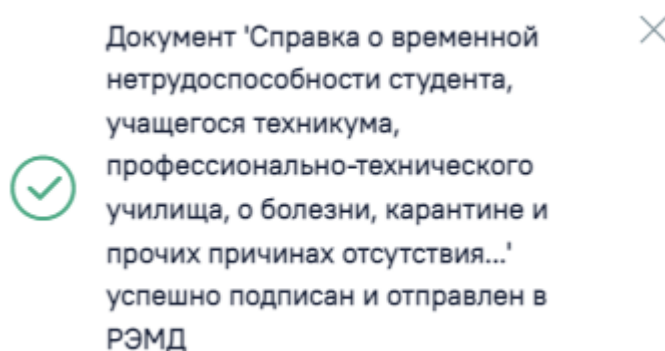 Документ 'Справка о временной
нетрудоспособности студента,
учащегося техникума,
профессионально-технического
училища, о болезни, карантине и
прочих причинах отсутствия...'
успешно подписан и отправлен в
РЭМД